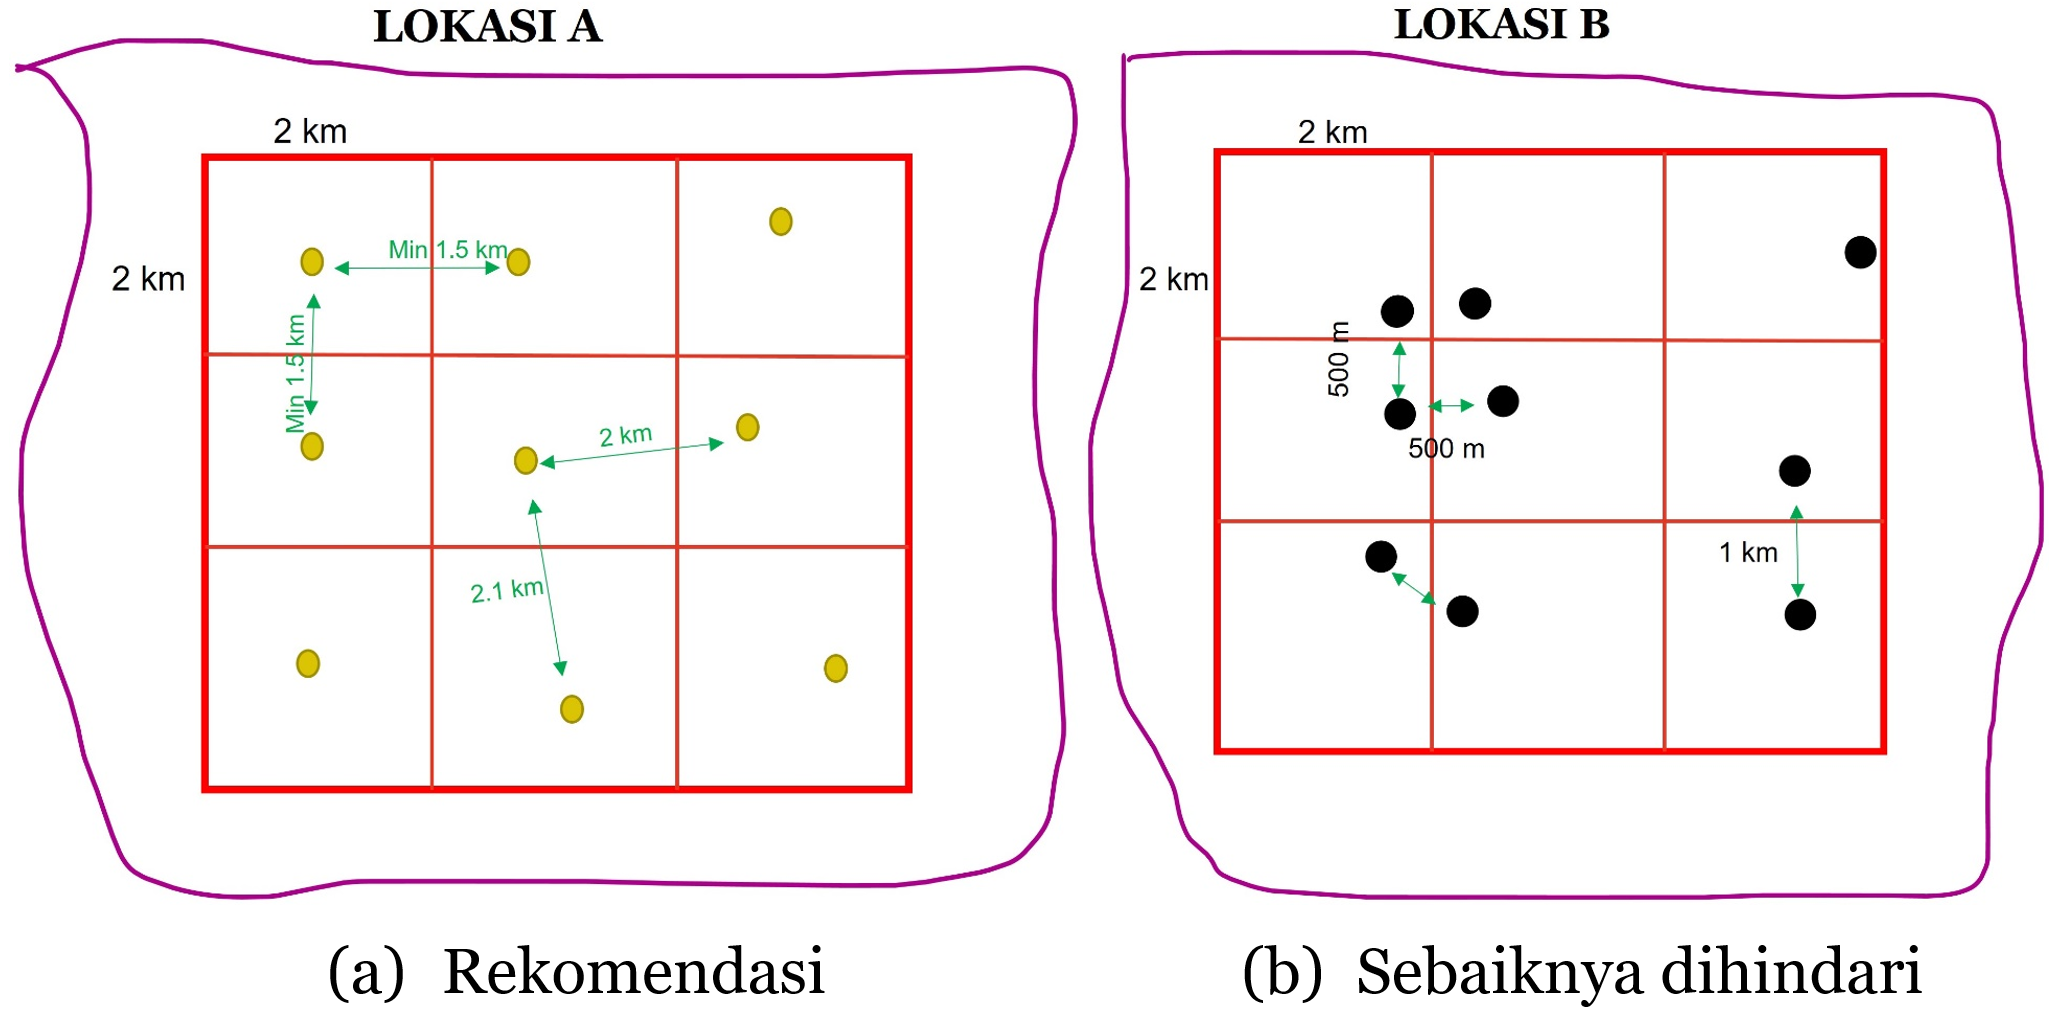 LOKASI A
2 km
2 km
Min 1.5 km
Min 1.5 km
2 km
2.1 km
(a) Rekomendasi
LOKASI B
2 km
2 km
500 m
500 m
1 km
(b) Sebaiknya dihindari